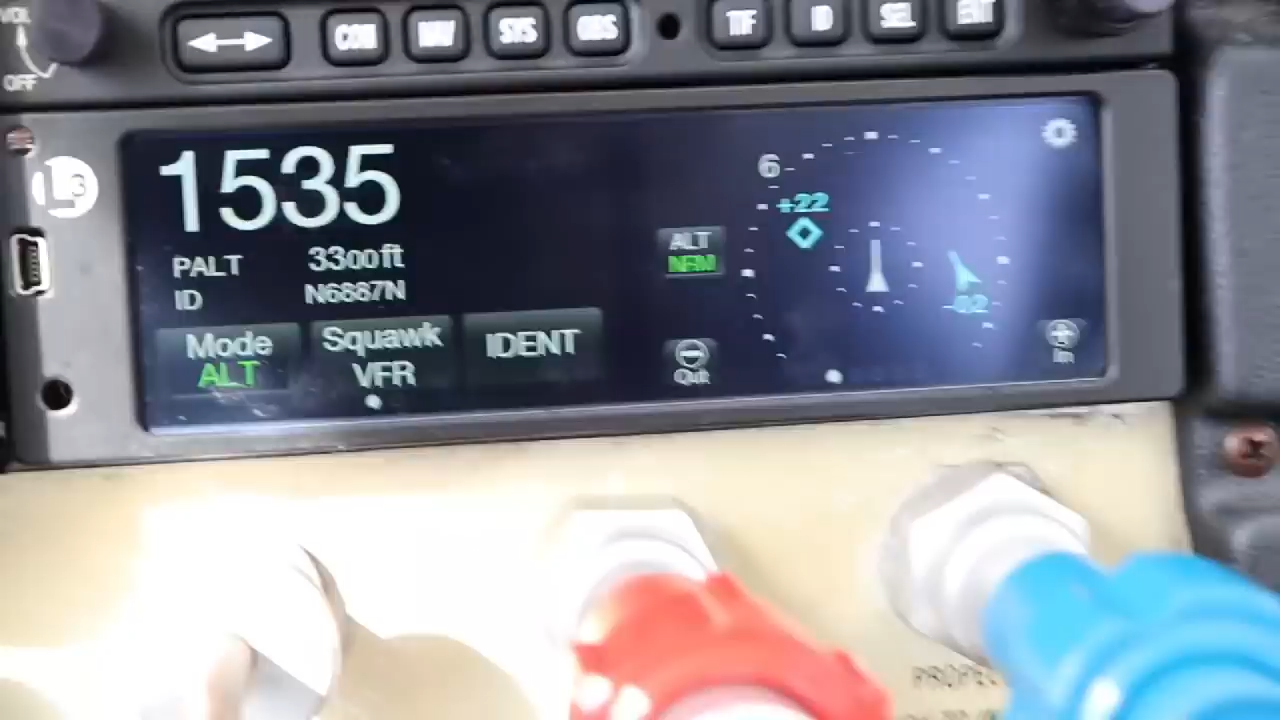 VOL
OFF
COM NAV SYS OBS T/F ID SEL ENT
L3
1535
PALT 3300ft
ID N6887N
Mode
ALT
Squawk
VFR
IDENT
ALT
NRM
Out
6
+22
-02
In